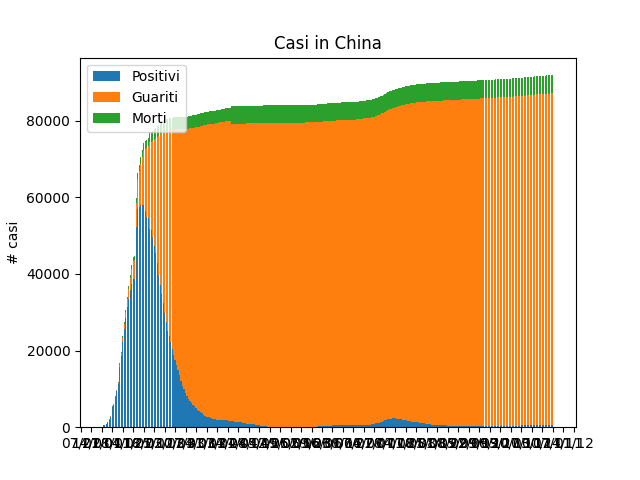 Casi in China
Positivi
Guariti
Morti
# casi
80000
60000
40000
20000
0